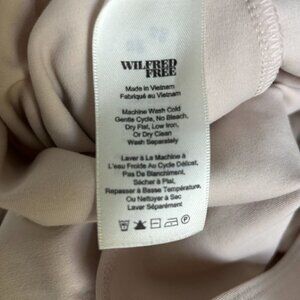 WILFRED
FREE
Made in Vietnam
Fabriqué au Vietnam
Machine Wash Cold
Gentle Cycle, No Bleach,
Dry Flat, Low Iron,
Or Dry Clean
Wash Separately
Laver à La Machine à
L'eau Froide Au Cycle Délicat,
Pas De Blanchiment,
Sécher à Plat,
Repasser à Basse Température,
Ou Nettoyer à Sec
Laver Séparément